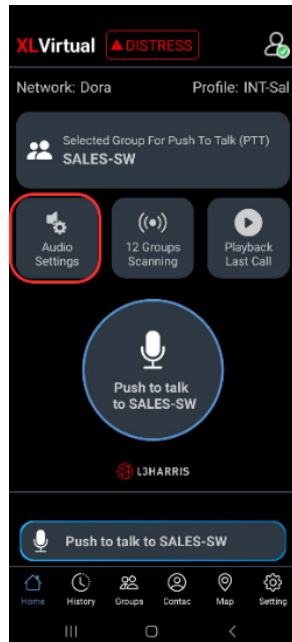 XLVirtual DISTRESS
Network: Dora Profile: INT-Sal
Selected Group For Push To Talk (PTT)
SALES-SW
Audio
Settings
12 Groups
Scanning
Playback
Last Call
Push to talk
to SALES-SW
L3HARRIS
Push to talk to SALES-SW
Home History Groups Contac Map Setting